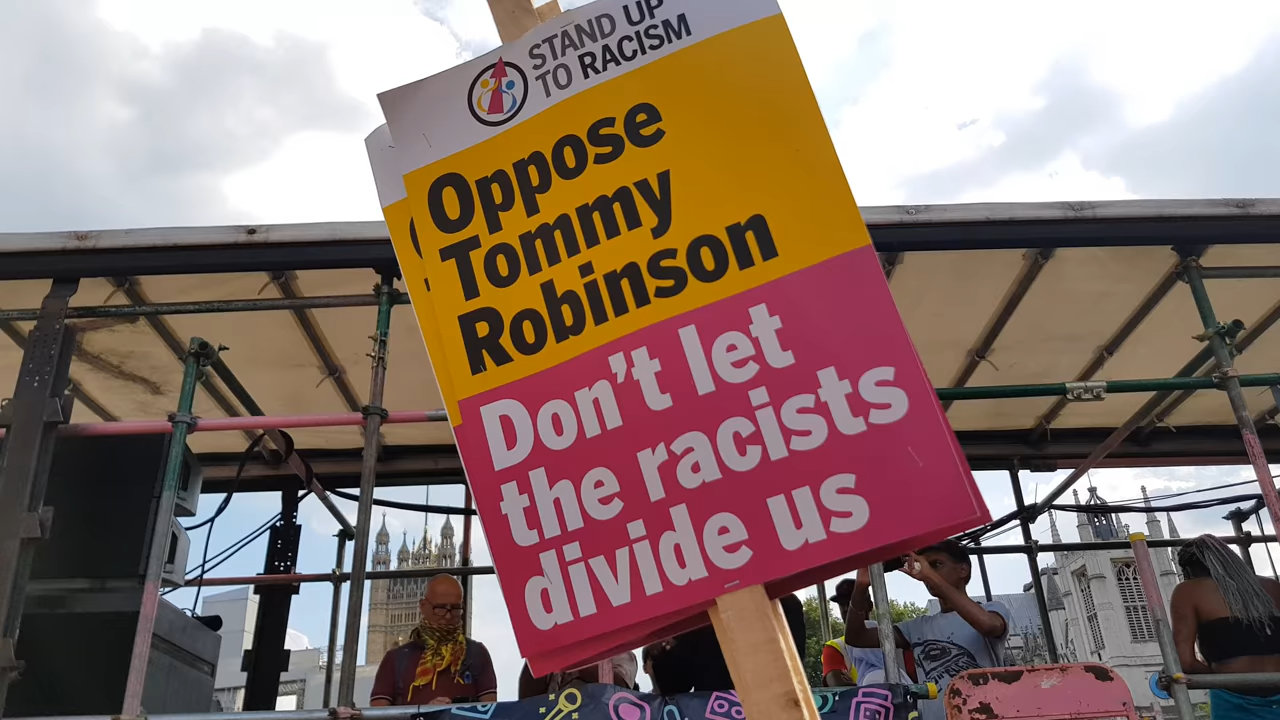 STAND UP
TO RACISM
Oppose
Tommy
Robinson
Don't let
the racists
divide us